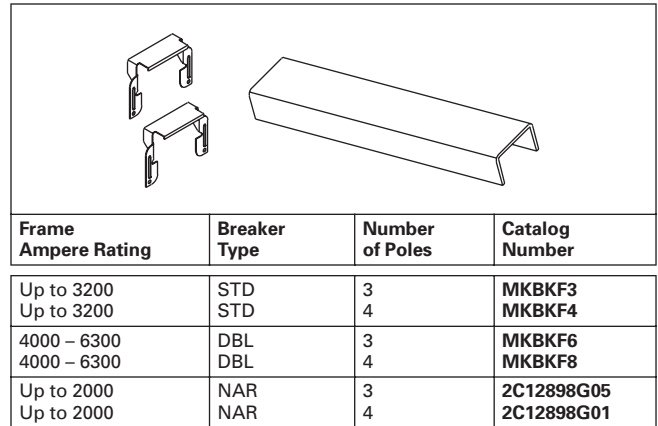 Frame Ampere Rating Breaker Type Number of Poles Catalog Number
Up to 3200 STD 3 MKBKF3
Up to 3200 STD 4 MKBKF4
4000 – 6300 DBL 3 MKBKF6
4000 – 6300 DBL 4 MKBKF8
Up to 2000 NAR 3 2C12898G05
Up to 2000 NAR 4 2C12898G01